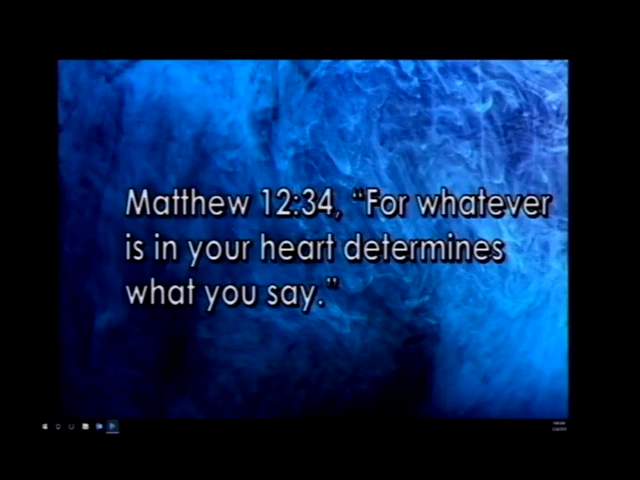 Matthew 12:34, “For whatever
is in your heart determines
what you say.”